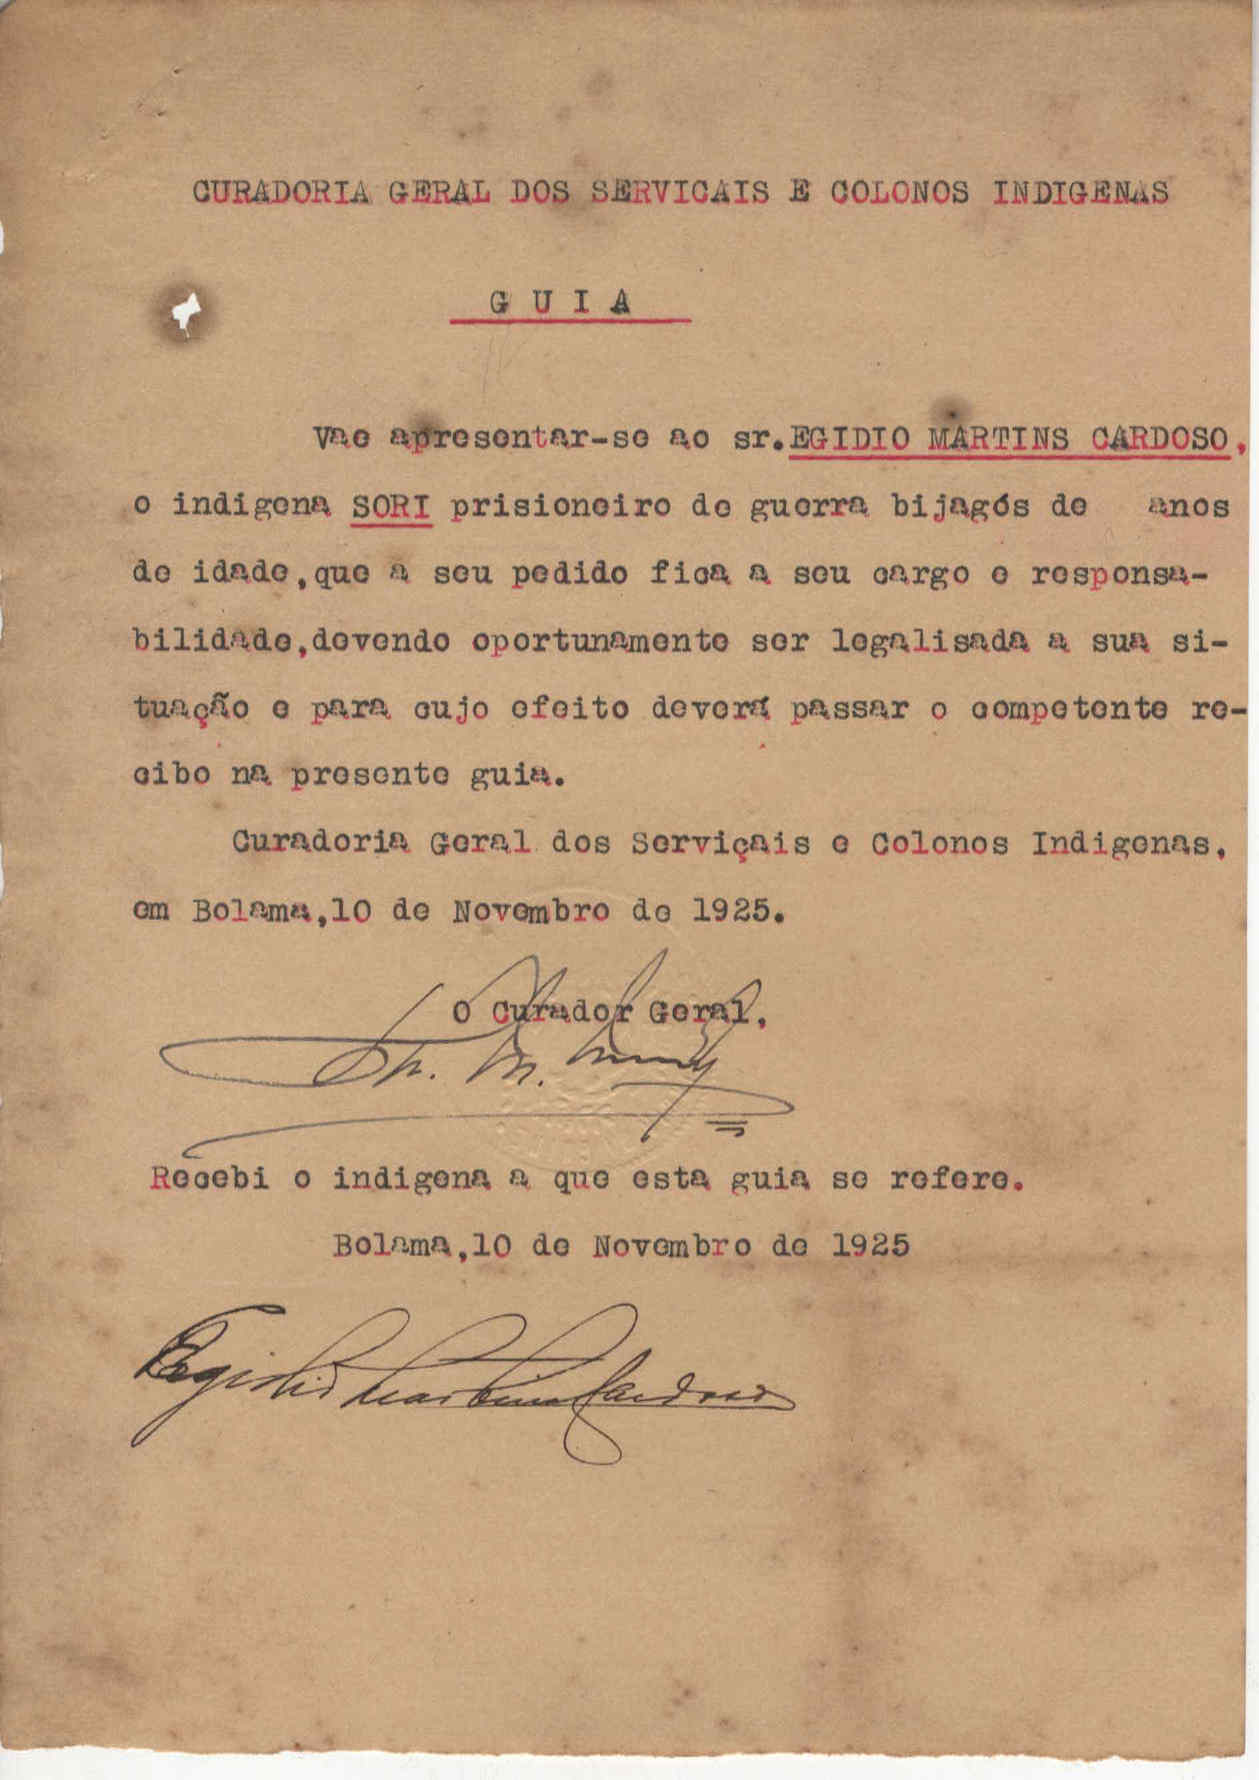 CURADORIA GERAL DOS SERVICAIS E COLONOS INDIGENAS
G U I A
Vae apresentar-se ao sr.EGIDIO MARTINS CARDOSO,
o indigena SORI prisioneiro de guerra bijagós de anos
de idade,que a seu pedido fica a seu cargo e responsa-
bilidade,devendo oportunamente ser legalisada a sua si-
tuação e para cujo efeito deverá passar o competente re-
cibo na presente guia.
Curadoria Geral dos Serviçais e Colonos Indigenas,
em Bolama,10 de Novembro de 1925.
O Curador Geral,
Recebi o indigena a que esta guia se refere.
Bolama,10 de Novembro de 1925
Egidio Martins Cardoso